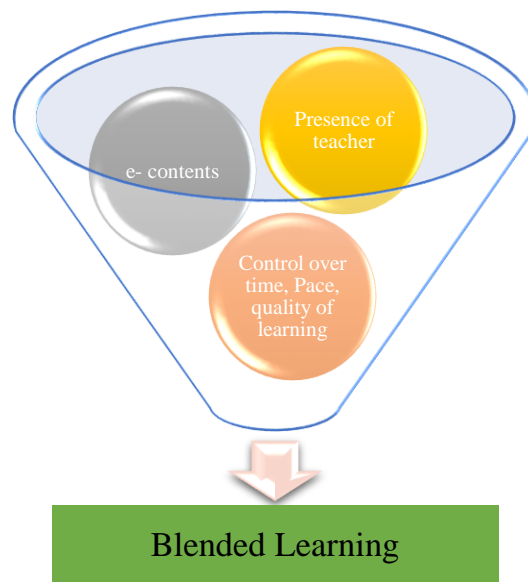 Presence of
teacher
e- contents
Control over
time, Pace,
quality of
learning
Blended Learning